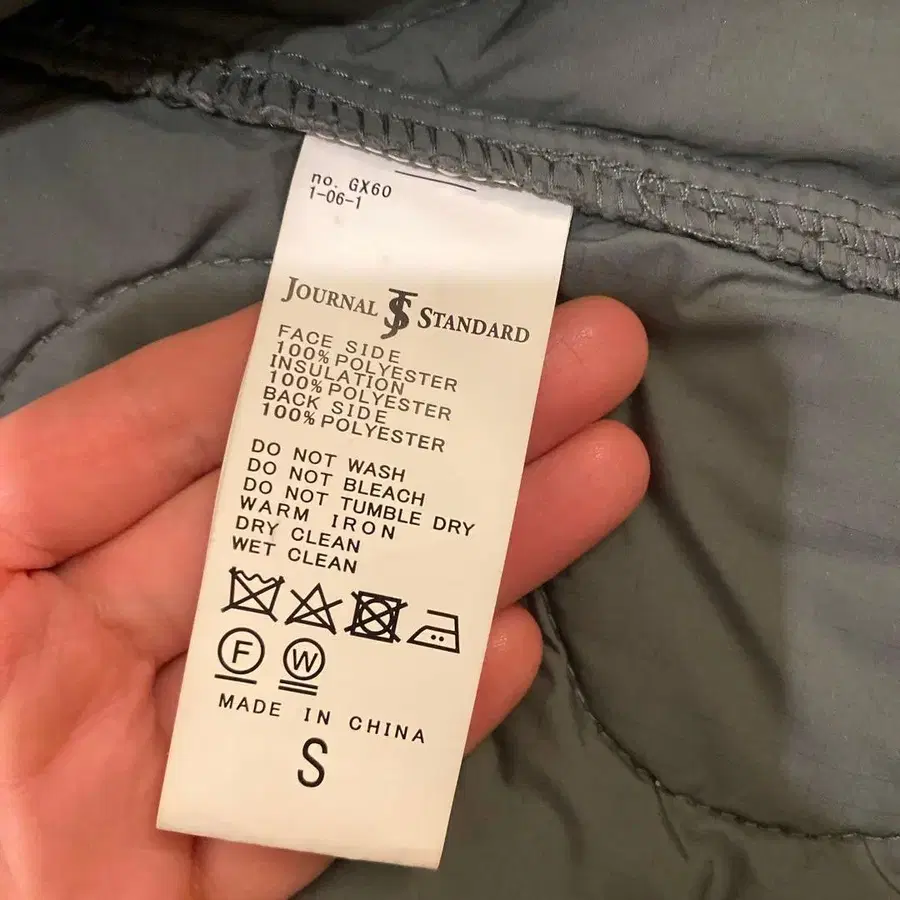 no. GX60
1-06-1
JOURNAL JS STANDARD
FACE SIDE
100% POLYESTER
INSULATION
100% POLYESTER
BACK SIDE
100% POLYESTER
DO NOT WASH
DO NOT BLEACH
DO NOT TUMBLE DRY
WARM IRON
DRY CLEAN
WET CLEAN
F W
MADE IN CHINA
S